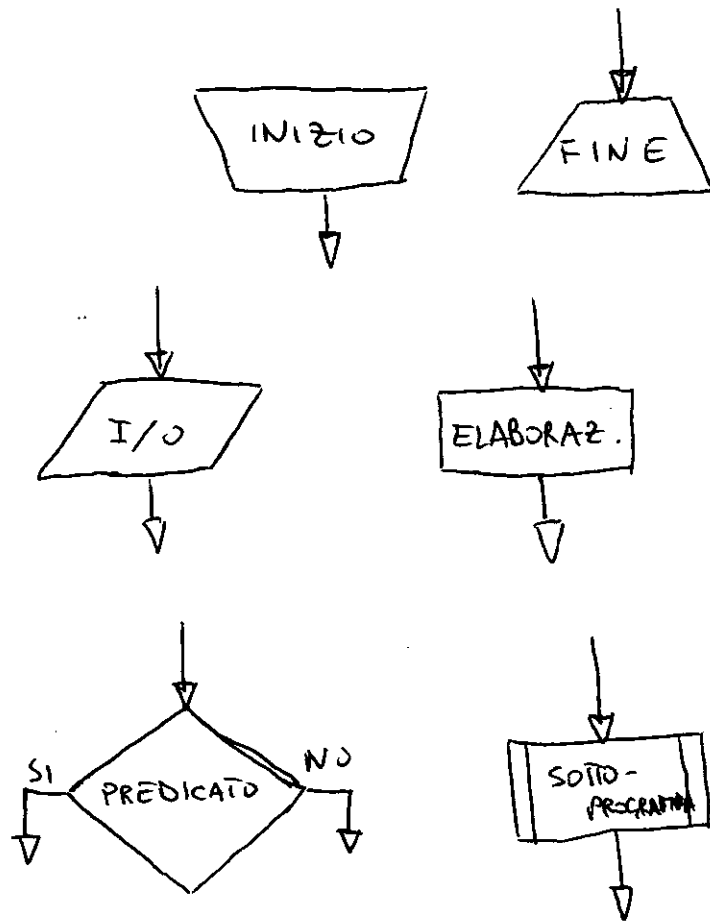 INIZIO
FINE
I/O
ELABORAZ.
SI
PREDICATO
NO
SOTTO-
PROGRAMMA